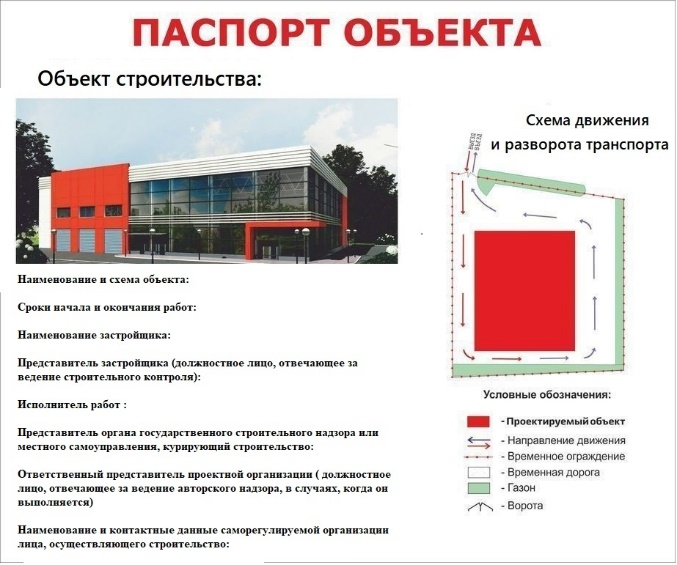 ПАСПОРТ ОБЪЕКТА
Объект строительства:
Схема движения
и разворота транспорта
ВЫЕЗД
ВЪЕЗД
Наименование и схема объекта:
Сроки начала и окончания работ:
Наименование застройщика:
Представитель застройщика (должностное лицо, отвечающее за
ведение строительного контроля):
Исполнитель работ :
Представитель органа государственного строительного надзора или
местного самоуправления, курирующий строительство:
Ответственный представитель проектной организации ( должностное
лицо, отвечающее за ведение авторского надзора, в случаях, когда он
выполняется)
Наименование и контактные данные саморегулируемой организации
лица, осуществляющего строительство:
Условные обозначения:
- Проектируемый объект
- Направление движения
- Временное ограждение
- Временная дорога
- Газон
- Ворота